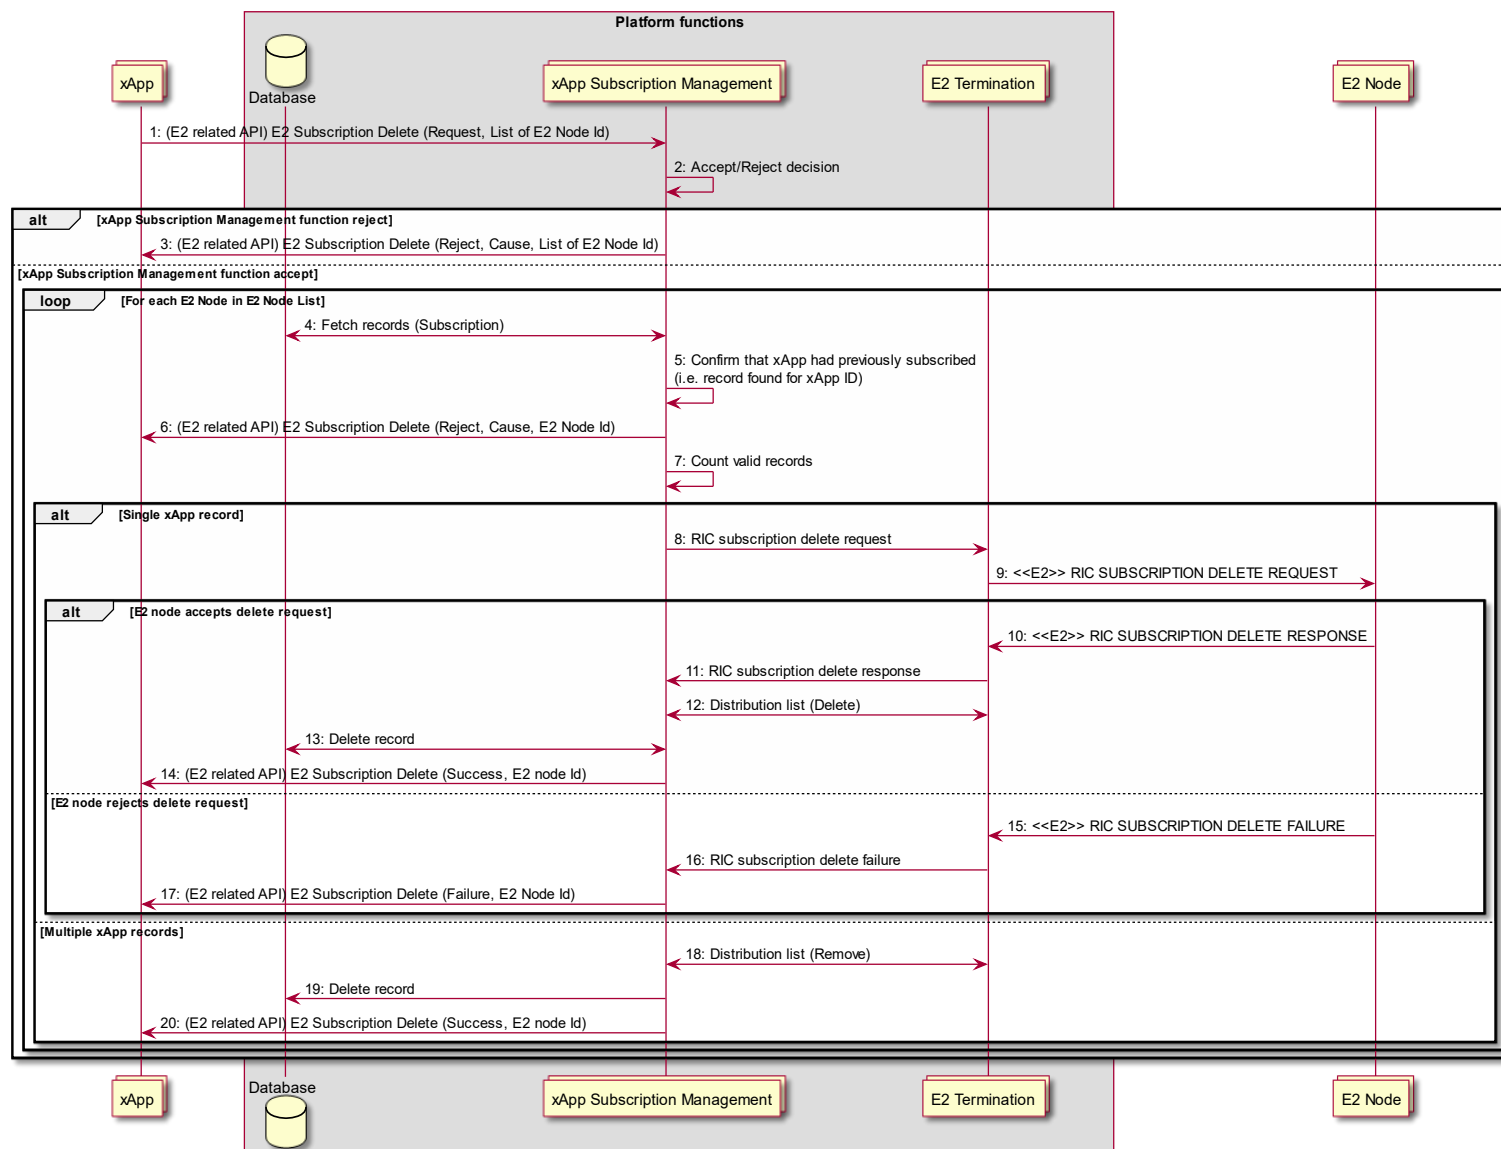 Platform functions
xApp
Database
xApp Subscription Management
E2 Termination
E2 Node
1: (E2 related API) E2 Subscription Delete (Request, List of E2 Node Id)
2: Accept/Reject decision
alt [xApp Subscription Management function reject]
3: (E2 related API) E2 Subscription Delete (Reject, Cause, List of E2 Node Id)
[xApp Subscription Management function accept]
loop [For each E2 Node in E2 Node List]
4: Fetch records (Subscription)
5: Confirm that xApp had previously subscribed
(i.e. record found for xApp ID)
6: (E2 related API) E2 Subscription Delete (Reject, Cause, E2 Node Id)
7: Count valid records
alt [Single xApp record]
8: RIC subscription delete request
9: <<E2>> RIC SUBSCRIPTION DELETE REQUEST
alt [E2 node accepts delete request]
10: <<E2>> RIC SUBSCRIPTION DELETE RESPONSE
11: RIC subscription delete response
12: Distribution list (Delete)
13: Delete record
14: (E2 related API) E2 Subscription Delete (Success, E2 node Id)
[E2 node rejects delete request]
15: <<E2>> RIC SUBSCRIPTION DELETE FAILURE
16: RIC subscription delete failure
17: (E2 related API) E2 Subscription Delete (Failure, E2 Node Id)
[Multiple xApp records]
18: Distribution list (Remove)
19: Delete record
20: (E2 related API) E2 Subscription Delete (Success, E2 node Id)
xApp
Database
xApp Subscription Management
E2 Termination
E2 Node